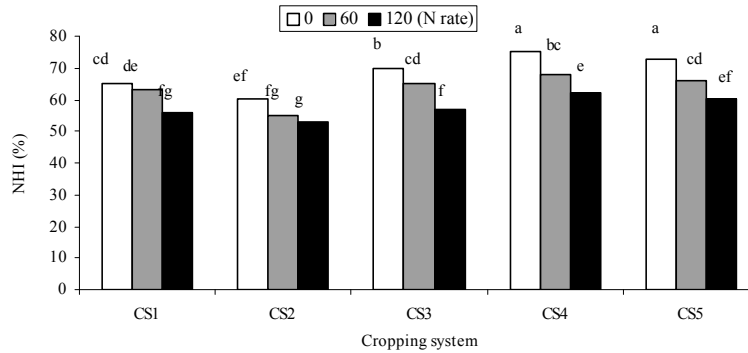 0 60 120 (N rate)
80
70
60
50
40
30
20
10
0
NHI (%)
cd de fg
ef fg g
b cd f
a bc e
a cd ef
CS1 CS2 CS3 CS4 CS5
Cropping system